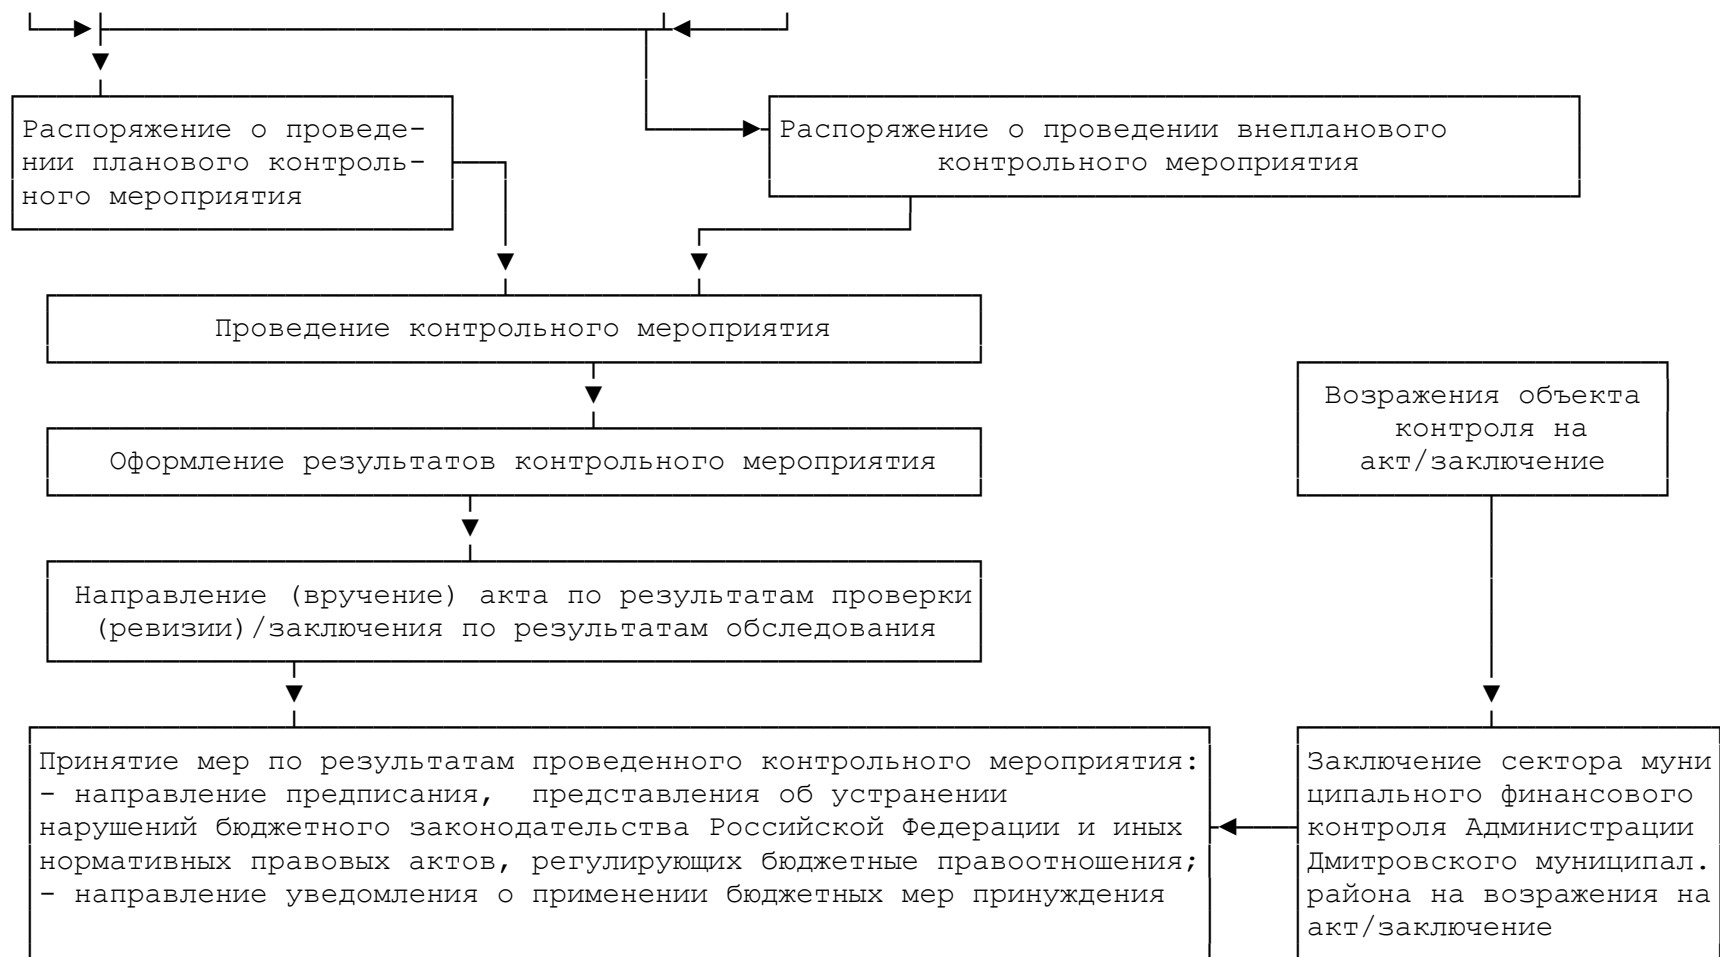 Распоряжение о проведе-
нии планового контроль-
ного мероприятия
Распоряжение о проведении внепланового
контрольного мероприятия
Проведение контрольного мероприятия
Возражения объекта
контроля на
акт/заключение
Оформление результатов контрольного мероприятия
Направление (вручение) акта по результатам проверки
(ревизии)/заключения по результатам обследования
Принятие мер по результатам проведенного контрольного мероприятия:
- направление предписания, представления об устранении
нарушений бюджетного законодательства Российской Федерации и иных
нормативных правовых актов, регулирующих бюджетные правоотношения;
- направление уведомления о применении бюджетных мер принуждения
Заключение сектора муни
ципального финансового
контроля Администрации
Дмитровского муниципал.
района на возражения на
акт/заключение